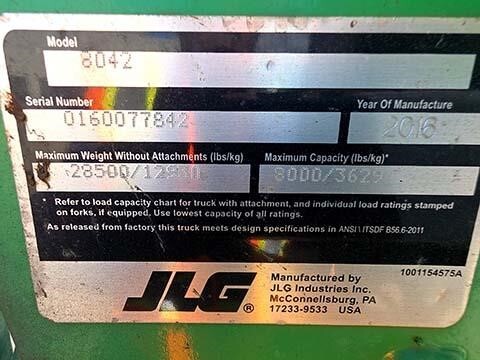 Model
8042
Serial Number
0160077842
Year Of Manufacture
2016
Maximum Weight Without Attachments (lbs/kg)
28500/
Maximum Capacity (lbs/kg)*
8000/3629
* Refer to load capacity chart for truck with attachment, and individual load ratings stamped
on forks, if equipped. Use lowest capacity of all ratings.
As released from factory this truck meets design specifications in ANSI \ ITSDF B56.6-2011
JLG®
Manufactured by
JLG Industries Inc.
McConnellsburg, PA
17233-9533 USA
1001154575A